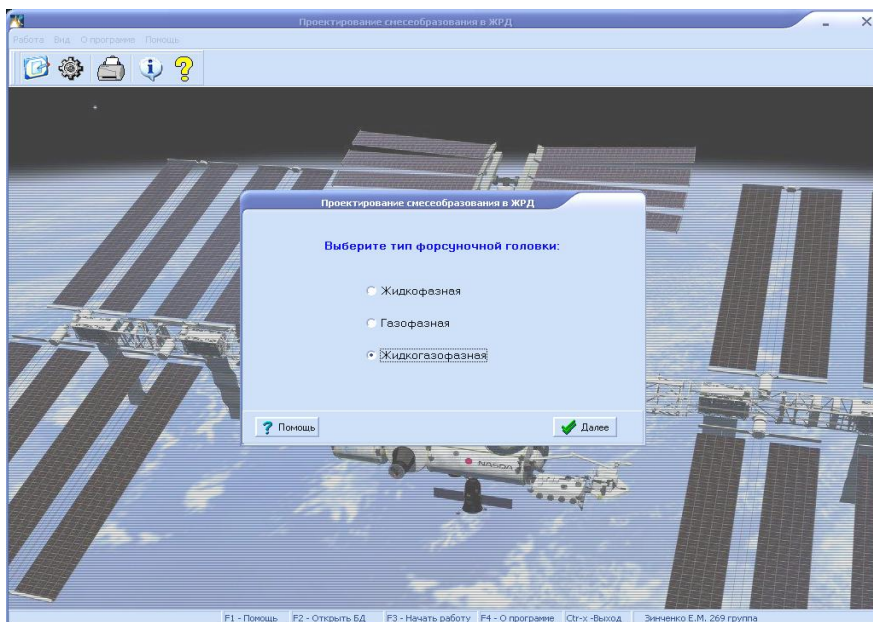 Проектирование смесеобразования в ЖРД
Работа Вид О программе Помощь
Проектирование смесеобразования в ЖРД
Выберите тип форсуночной головки:
Жидкофазная
Газофазная
Жидкогазофазная
Помощь Далее
NASDA
F1 - Помощь F2 - Открыть БД F3 - Начать работу F4 - О программе Ctr-x -Выход Зинченко Е.М. 269 группа